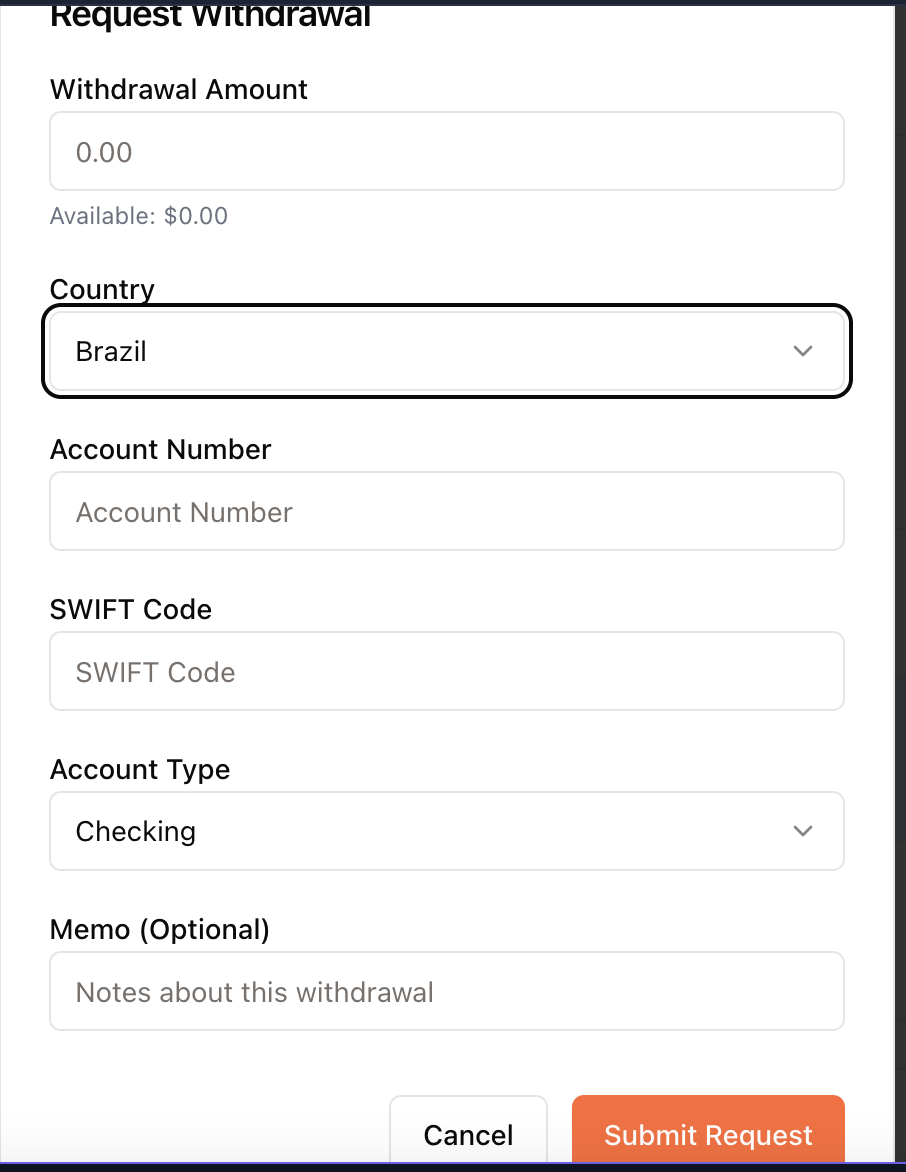 Request Withdrawal
Withdrawal Amount
0.00
Available: $0.00
Country
Brazil
Account Number
Account Number
SWIFT Code
SWIFT Code
Account Type
Checking
Memo (Optional)
Notes about this withdrawal
Cancel
Submit Request